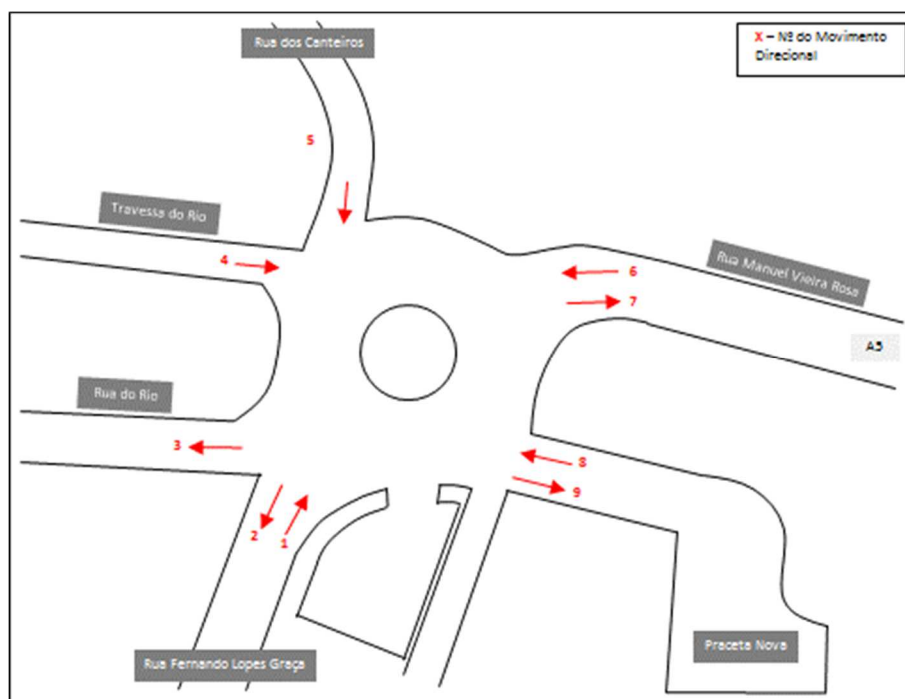 Rua dos Canteiros
X – Nº do Movimento
Direcional
5
Travessa do Rio
4
6
Rua Manuel Vieira Rosa
7
A5
Rua do Rio
3
8
9
2
1
Rua Fernando Lopes Graça
Praceta Nova